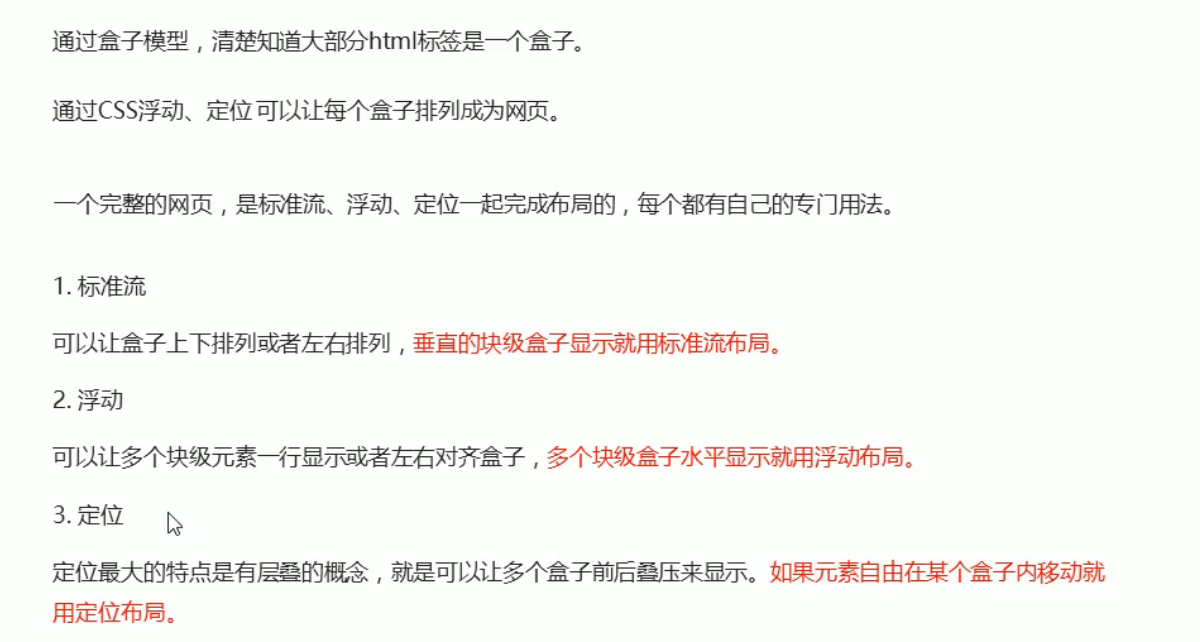 通过盒子模型，清楚知道大部分html标签是一个盒子。
通过CSS浮动、定位 可以让每个盒子排列成为网页。
一个完整的网页，是标准流、浮动、定位一起完成布局的，每个都有自己的专门用法。
1. 标准流
可以让盒子上下排列或者左右排列，垂直的块级盒子显示就用标准流布局。
2. 浮动
可以让多个块级元素一行显示或者左右对齐盒子，多个块级盒子水平显示就用浮动布局。
3. 定位
定位最大的特点是有层叠的概念，就是可以让多个盒子前后叠压来显示。如果元素自由在某个盒子内移动就
用定位布局。